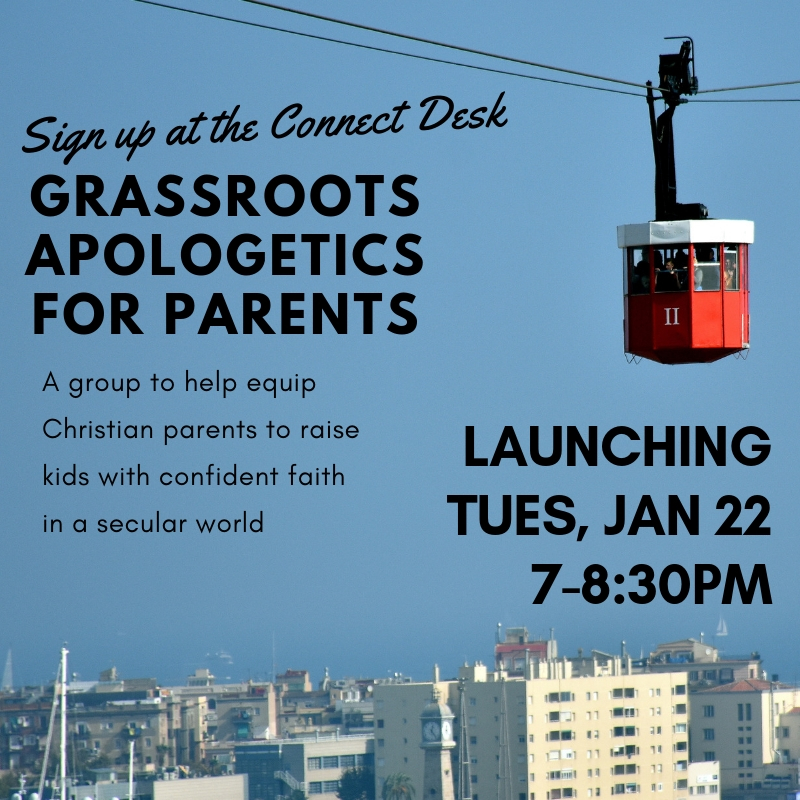 Sign up at the Connect Desk
GRASSROOTS
APOLOGETICS
FOR PARENTS
A group to help equip
Christian parents to raise
kids with confident faith
in a secular world
II
LAUNCHING
TUES, JAN 22
7-8:30PM